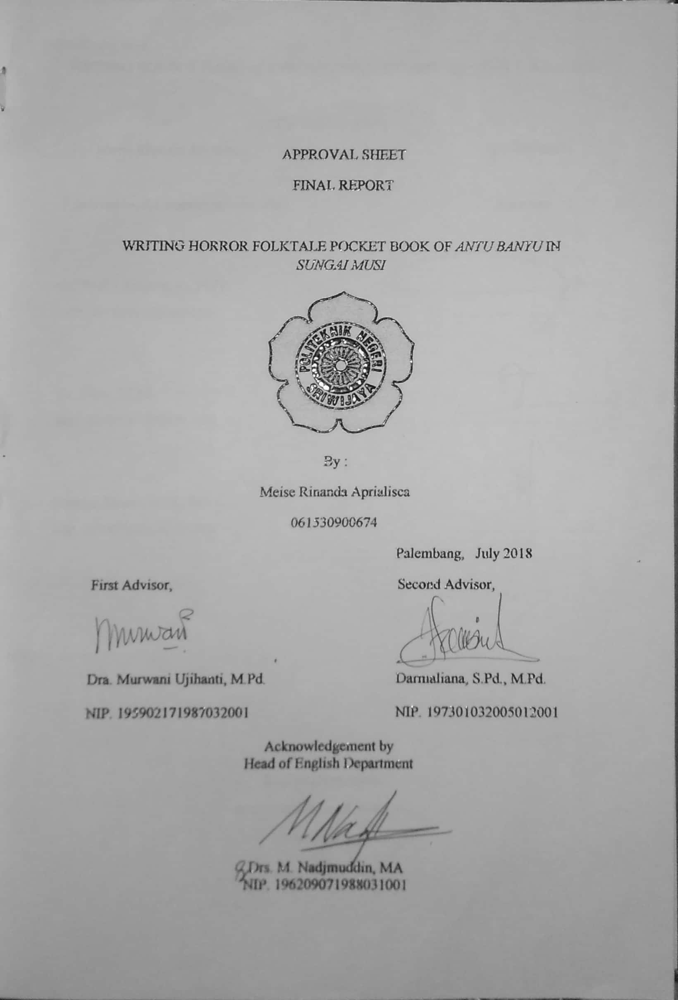 APPROVAL SHEET
FINAL REPORT
WRITING HORROR FOLKTALE POCKET BOOK OF ANTU BANYU IN
SUNGAI MUSI
POLITEKNIK NEGERI
SRIWIJAYA
By :
Meise Rinanda Aprialisca
061530900674
Palembang, July 2018
First Advisor,
Second Advisor,
Murwani
Dra. Murwani Ujihanti, M.Pd.
Darmaliana, S.Pd., M.Pd.
NIP. 195902171987032001
NIP. 197301032005012001
Acknowledgement by
Head of English Department
Drs. M. Nadjmuddin, MA
NIP. 196209071988031001